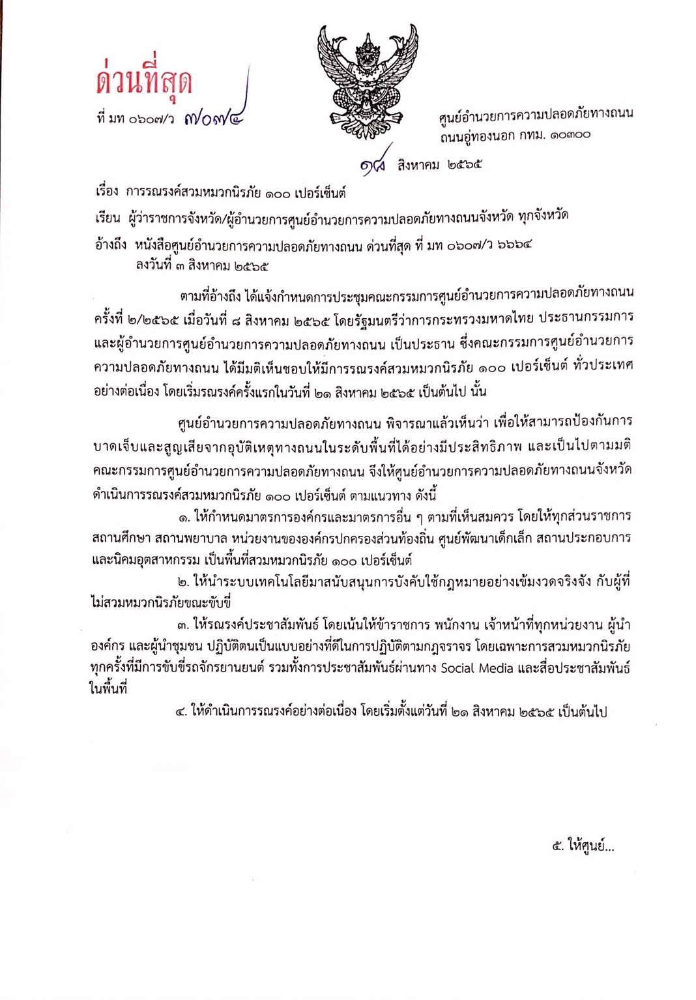 ด่วนที่สุด
ที่ มท ๐๖๐๗/ว ๗๐๗๔
ศูนย์อำนวยการความปลอดภัยทางถนน
ถนนอู่ทองนอก กทม. ๑๐๓๐๐
๑๘ สิงหาคม ๒๕๖๕
เรื่อง การรณรงค์สวมหมวกนิรภัย ๑๐๐ เปอร์เซ็นต์
เรียน ผู้ว่าราชการจังหวัด/ผู้อำนวยการศูนย์อำนวยการความปลอดภัยทางถนนจังหวัด ทุกจังหวัด
อ้างถึง หนังสือศูนย์อำนวยการความปลอดภัยทางถนน ด่วนที่สุด ที่ มท ๐๖๐๗/ว ๖๖๖๔
ลงวันที่ ๓ สิงหาคม ๒๕๖๕
ตามที่อ้างถึง ได้แจ้งกำหนดการประชุมคณะกรรมการศูนย์อำนวยการความปลอดภัยทางถนน
ครั้งที่ ๒/๒๕๖๕ เมื่อวันที่ ๘ สิงหาคม ๒๕๖๕ โดยรัฐมนตรีว่าการกระทรวงมหาดไทย ประธานกรรมการ
และผู้อำนวยการศูนย์อำนวยการความปลอดภัยทางถนน เป็นประธาน ซึ่งคณะกรรมการศูนย์อำนวยการ
ความปลอดภัยทางถนน ได้มีมติเห็นชอบให้มีการรณรงค์สวมหมวกนิรภัย ๑๐๐ เปอร์เซ็นต์ ทั่วประเทศ
อย่างต่อเนื่อง โดยเริ่มรณรงค์ครั้งแรกในวันที่ ๒๑ สิงหาคม ๒๕๖๕ เป็นต้นไป นั้น
ศูนย์อำนวยการความปลอดภัยทางถนน พิจารณาแล้วเห็นว่า เพื่อให้สามารถป้องกันการ
บาดเจ็บและสูญเสียจากอุบัติเหตุทางถนนในระดับพื้นที่ได้อย่างมีประสิทธิภาพ และเป็นไปตามมติ
คณะกรรมการศูนย์อำนวยการความปลอดภัยทางถนน จึงให้ศูนย์อำนวยการความปลอดภัยทางถนนจังหวัด
ดำเนินการรณรงค์สวมหมวกนิรภัย ๑๐๐ เปอร์เซ็นต์ ตามแนวทาง ดังนี้
๑. ให้กำหนดมาตรการองค์กรและมาตรการอื่น ๆ ตามที่เห็นสมควร โดยให้ทุกส่วนราชการ
สถานศึกษา สถานพยาบาล หน่วยงานขององค์กรปกครองส่วนท้องถิ่น ศูนย์พัฒนาเด็กเล็ก สถานประกอบการ
และนิคมอุตสาหกรรม เป็นพื้นที่สวมหมวกนิรภัย ๑๐๐ เปอร์เซ็นต์
๒. ให้นำระบบเทคโนโลยีมาสนับสนุนการบังคับใช้กฎหมายอย่างเข้มงวดจริงจัง กับผู้ที่
ไม่สวมหมวกนิรภัยขณะขับขี่
๓. ให้รณรงค์ประชาสัมพันธ์ โดยเน้นให้ข้าราชการ พนักงาน เจ้าหน้าที่ทุกหน่วยงาน ผู้นำ
องค์กร และผู้นำชุมชน ปฏิบัติตนเป็นแบบอย่างที่ดีในการปฏิบัติตามกฎจราจร โดยเฉพาะการสวมหมวกนิรภัย
ทุกครั้งที่มีการขับขี่รถจักรยานยนต์ รวมทั้งการประชาสัมพันธ์ผ่านทาง Social Media และสื่อประชาสัมพันธ์
ในพื้นที่
๔. ให้ดำเนินการรณรงค์อย่างต่อเนื่อง โดยเริ่มตั้งแต่วันที่ ๒๑ สิงหาคม ๒๕๖๕ เป็นต้นไป
๕. ให้ศูนย์...